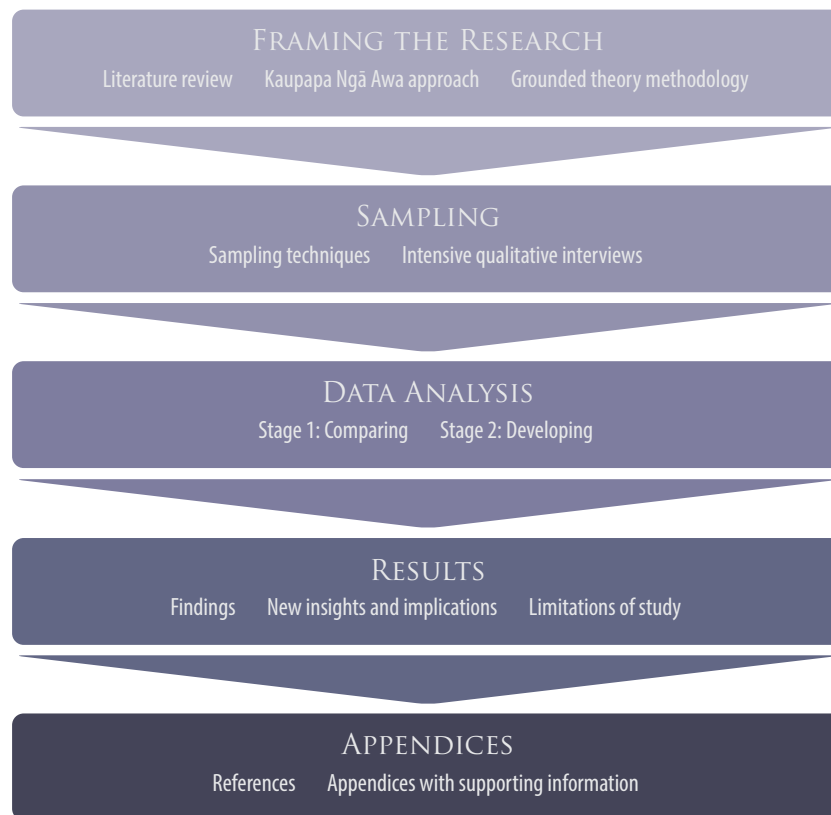 Framing the Research
Literature review Kaupapa Ngā Awa approach Grounded theory methodology
Sampling
Sampling techniques Intensive qualitative interviews
Data Analysis
Stage 1: Comparing Stage 2: Developing
Results
Findings New insights and implications Limitations of study
Appendices
References Appendices with supporting information